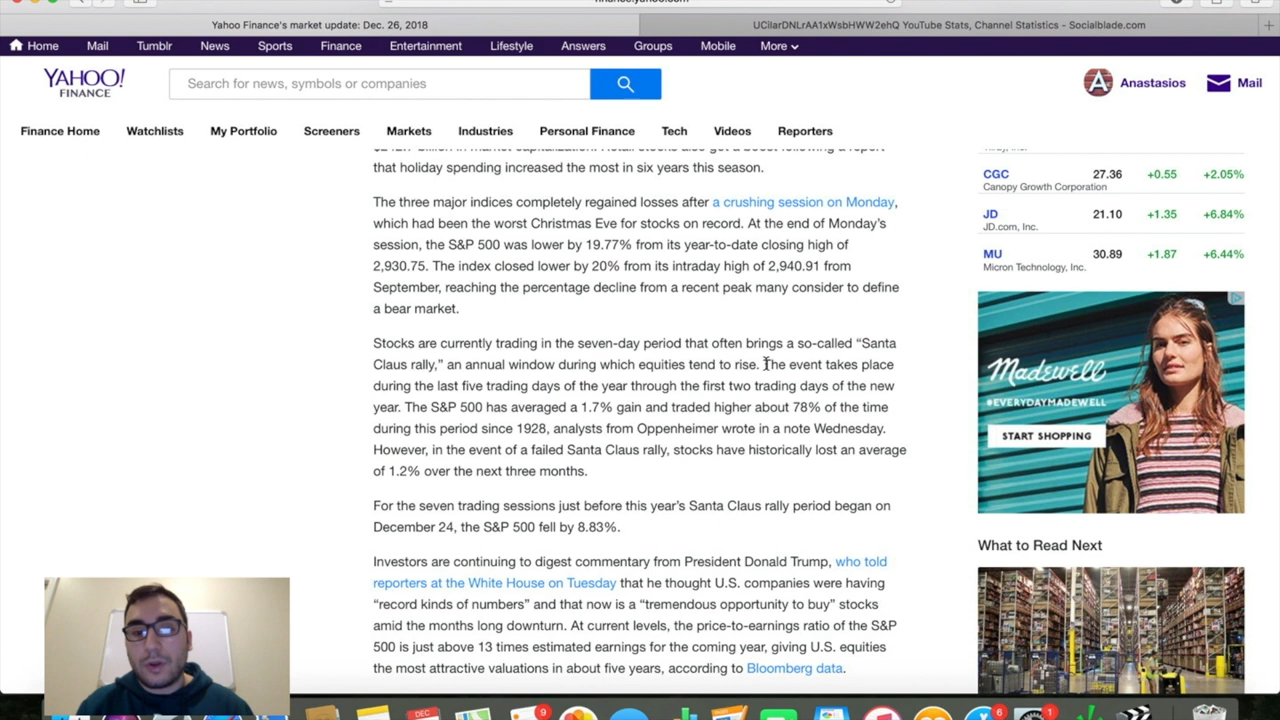 Yahoo Finance's market update: Dec. 26, 2018
UCilarDNLrAA1xWsbHWW2ehQ YouTube Stats, Channel Statistics - Socialblade.com
Home Mail Tumblr News Sports Finance Entertainment Lifestyle Answers Groups Mobile More
YAHOO!
FINANCE
Search for news, symbols or companies
Anastasios
Mail
Finance Home Watchlists My Portfolio Screeners Markets Industries Personal Finance Tech Videos Reporters
that holiday spending increased the most in six years this season.
The three major indices completely regained losses after a crushing session on Monday,
which had been the worst Christmas Eve for stocks on record. At the end of Monday's
session, the S&P 500 was lower by 19.77% from its year-to-date closing high of
2,930.75. The index closed lower by 20% from its intraday high of 2,940.91 from
September, reaching the percentage decline from a recent peak many consider to define
a bear market.
Stocks are currently trading in the seven-day period that often brings a so-called “Santa
Claus rally,” an annual window during which equities tend to rise. The event takes place
during the last five trading days of the year through the first two trading days of the new
year. The S&P 500 has averaged a 1.7% gain and traded higher about 78% of the time
during this period since 1928, analysts from Oppenheimer wrote in a note Wednesday.
However, in the event of a failed Santa Claus rally, stocks have historically lost an average
of 1.2% over the next three months.
For the seven trading sessions just before this year's Santa Claus rally period began on
December 24, the S&P 500 fell by 8.83%.
Investors are continuing to digest commentary from President Donald Trump, who told
reporters at the White House on Tuesday that he thought U.S. companies were having
“record kinds of numbers” and that now is a “tremendous opportunity to buy” stocks
amid the months long downturn. At current levels, the price-to-earnings ratio of the S&P
500 is just above 13 times estimated earnings for the coming year, giving U.S. equities
the most attractive valuations in about five years, according to Bloomberg data.
CGC 27.36 +0.55 +2.05%
Canopy Growth Corporation
JD 21.10 +1.35 +6.84%
JD.com, Inc.
MU 30.89 +1.87 +6.44%
Micron Technology, Inc.
Madewell
#EVERYDAYMADEWELL
START SHOPPING
What to Read Next
DEC
9
6
1